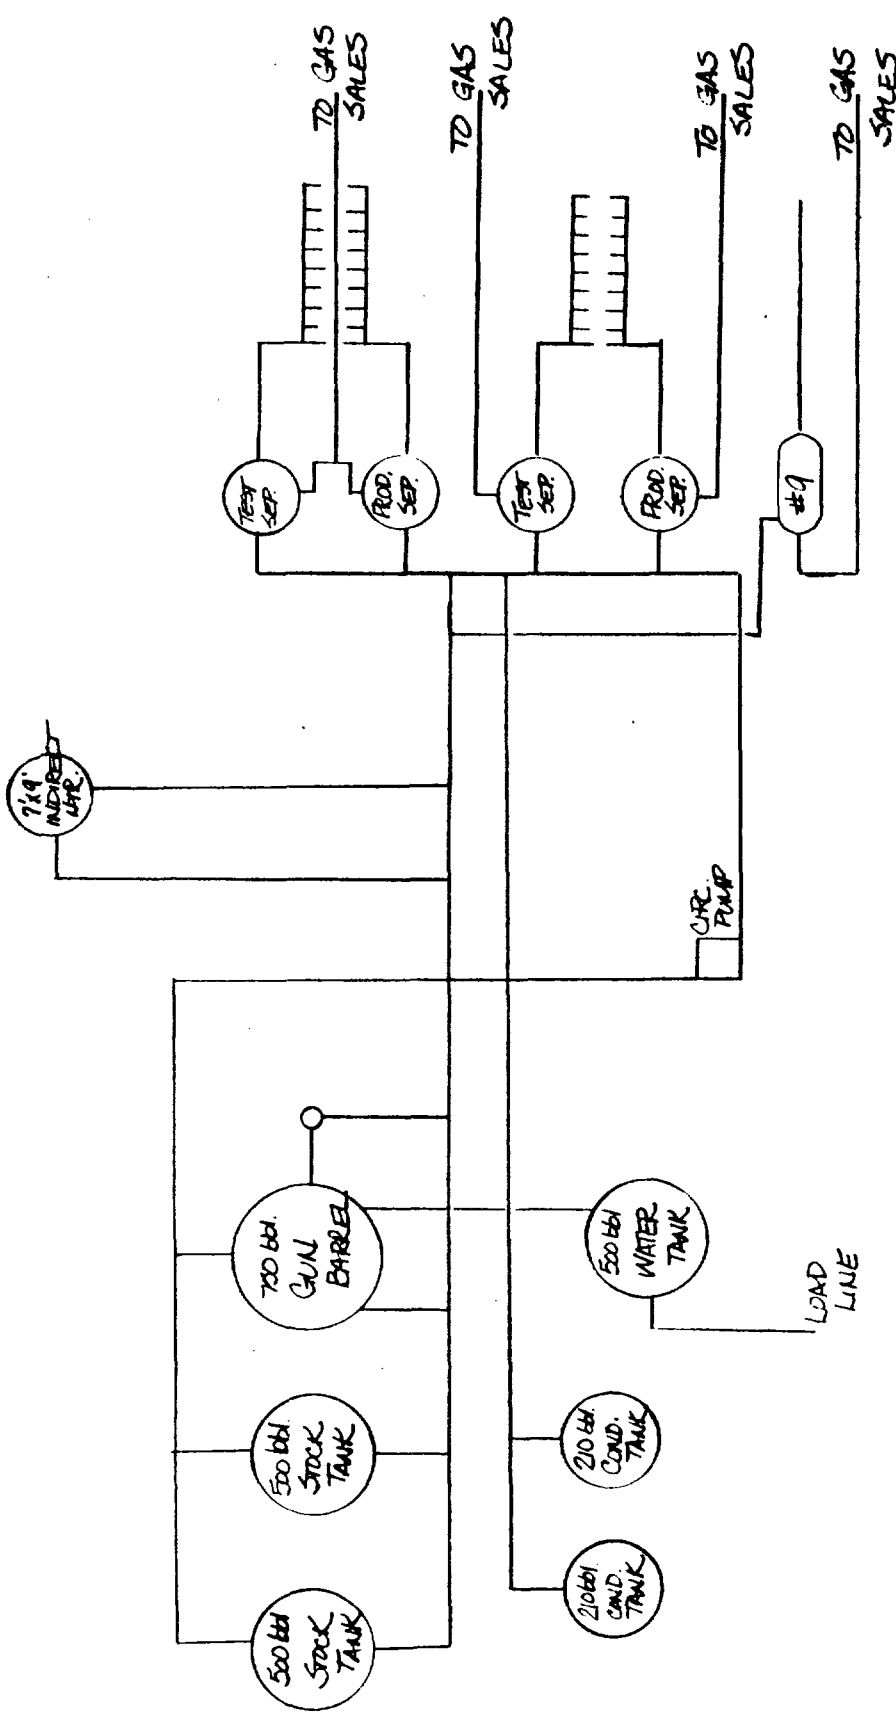 TO GAS
SALES
TO GAS
SALES
TO GAS
SALES
TO GAS
SALES
TEST
SEP.
PROD.
SEP.
TEST
SEP.
PROD.
SEP.
#9
7'x9'
INDIRECT
HTR.
CIRC.
PUMP
750 bbl.
GUN
BARREL
500 bbl
WATER
TANK
LOAD
LINE
500 bbl.
STOCK
TANK
210 bbl.
COND.
TANK
500 bbl
STOCK
TANK
210 bbl.
COND.
TANK